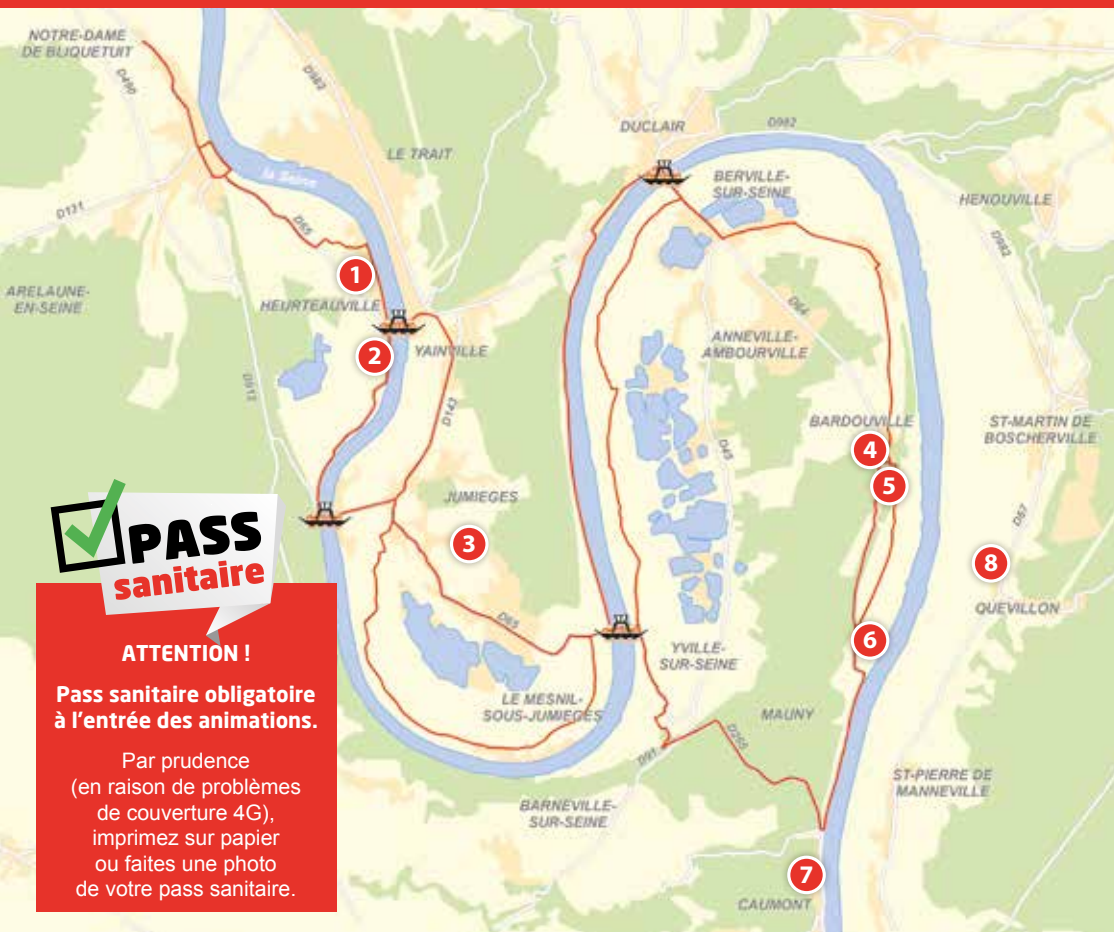 NOTRE-DAME
DE BLIQUETUIT
D490
D982
la Seine
LE TRAIT
D131
D65
ARELAUNE-
EN-SEINE
1
HEURTEAUVILLE
2
YAINVILLE
D913
D143
JUMIEGES
3
D65
LE MESNIL-
SOUS-JUMIEGES
DUCLAIR
D982
BERVILLE-
SUR-SEINE
HENOUVILLE
D982
D64
ANNEVILLE-
AMBOURVILLE
BARDOUVILLE
4
5
ST-MARTIN DE
BOSCHERVILLE
D45
D67
8
QUEVILLON
6
YVILLE-
SUR-SEINE
MAUNY
D265
D91
BARNEVILLE-
SUR-SEINE
ST-PIERRE DE
MANNEVILLE
7
CAUMONT
PASS
sanitaire
ATTENTION !
Pass sanitaire obligatoire
à l'entrée des animations.
Par prudence
(en raison de problèmes
de couverture 4G),
imprimez sur papier
ou faites une photo
de votre pass sanitaire.